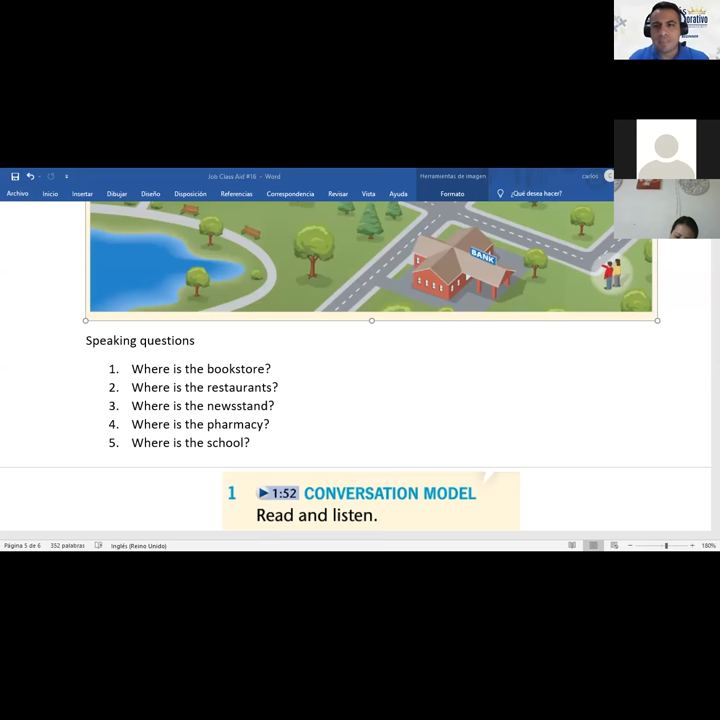 orativo
Job Class Aid #16 - Word
Herramientas de imagen
carlos
C
Archivo Inicio Insertar Dibujar Diseño Disposición Referencias Correspondencia Revisar Vista Ayuda Formato ¿Qué desea hacer?
BANK
Speaking questions
1. Where is the bookstore?
2. Where is the restaurants?
3. Where is the newsstand?
4. Where is the pharmacy?
5. Where is the school?
1 1:52 CONVERSATION MODEL
Read and listen.
Página 5 de 6 352 palabras Inglés (Reino Unido) 180%